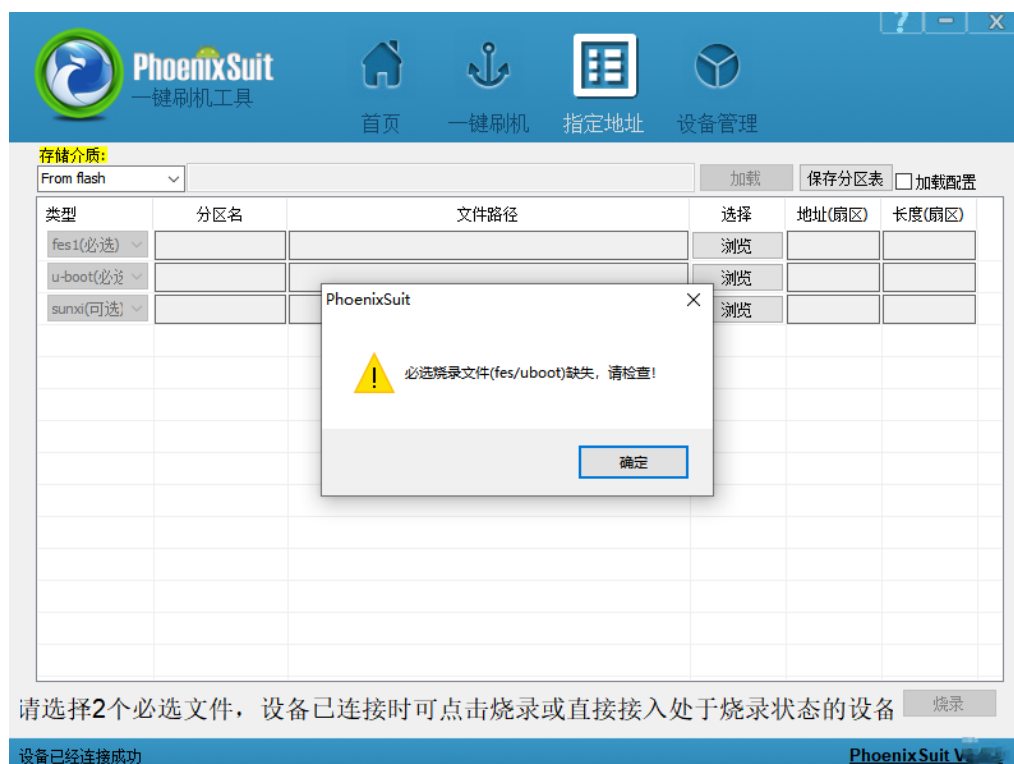 PhoenixSuit
一键刷机工具
首页
一键刷机
指定地址
设备管理
存储介质:
From flash
加载
保存分区表
加载配置
类型 分区名 文件路径 选择 地址(扇区) 长度(扇区)
fes1(必选) 浏览
u-boot(必选 浏览
sunxi(可选) 浏览
PhoenixSuit
必选烧录文件(fes/uboot)缺失，请检查!
确定
请选择2个必选文件，设备已连接时可点击烧录或直接接入处于烧录状态的设备
烧录
设备已经连接成功
PhoenixSuit V